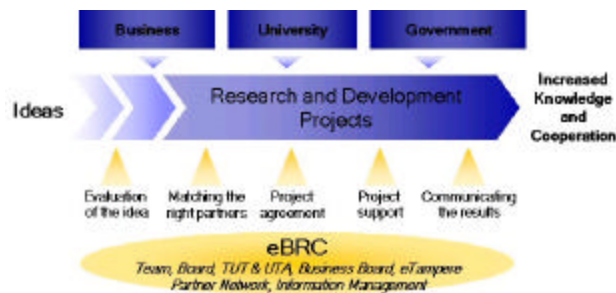 Business University Government
Ideas
Research and Development
Projects
Increased
Knowledge
and
Cooperation
Evaluation
of the idea
Matching the
right partners
Project
agreement
Project
support
Communicating
the results
eBRC
Team, Board, TUT & UTA, Business Board, eTampere
Partner Network, Information Management